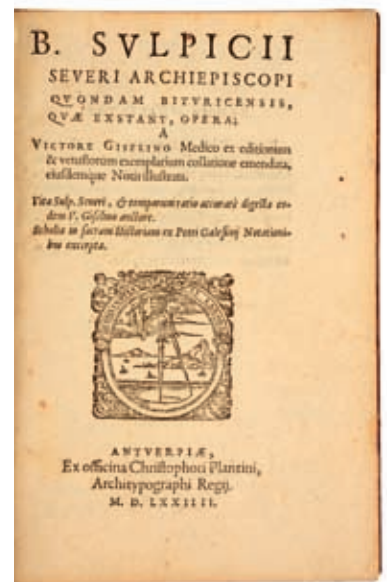 B. SVLPICII
SEVERI ARCHIEPISCOPI
QVONDAM BITVRICENSIS,
QVÆ EXSTANT, OPERA;
A
VICTORE GISELINO Medico ex editionum
& vetustorum exemplarium collatione emendata,
eiusdemque Notis illustrata.
Vita Sulp. Seueri, & temporum ratio accuratè digesta eo-
dem V. Giselino auctore.
Scholia in sacram Historiam ex Petri Galesinij Notationi-
bus excerpta.
ANTVERPIÆ,
Ex officina Christophori Plantini,
Architypographi Regij.
M. D. LXXIIII.